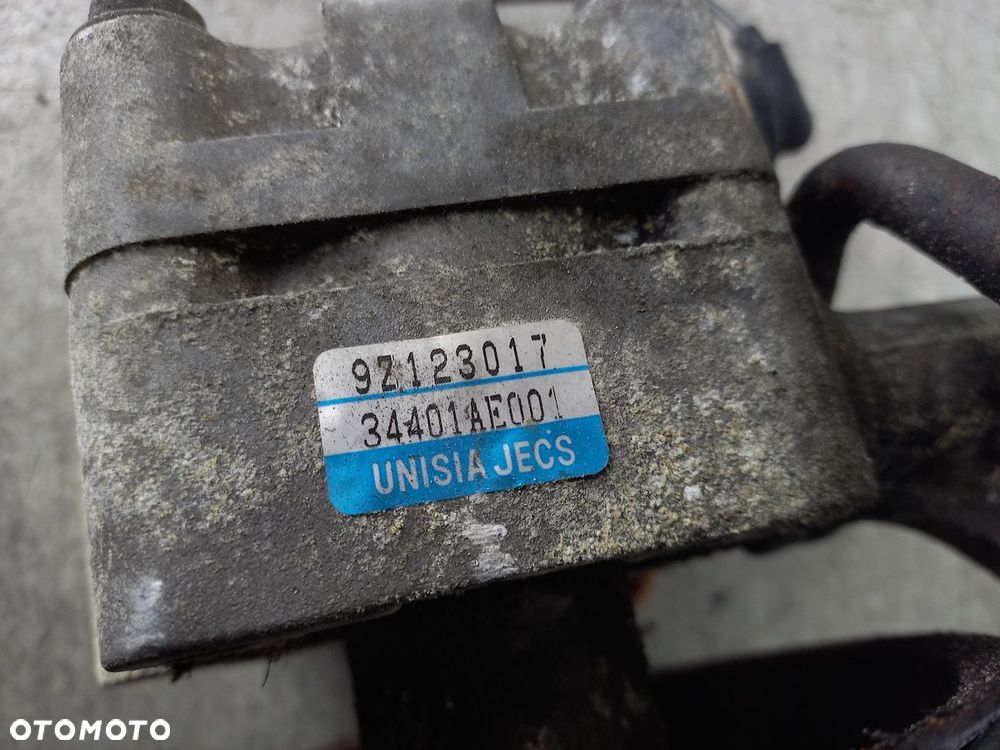 9Z123017
34401AE001
UNISIA JECS
OTOMOTO